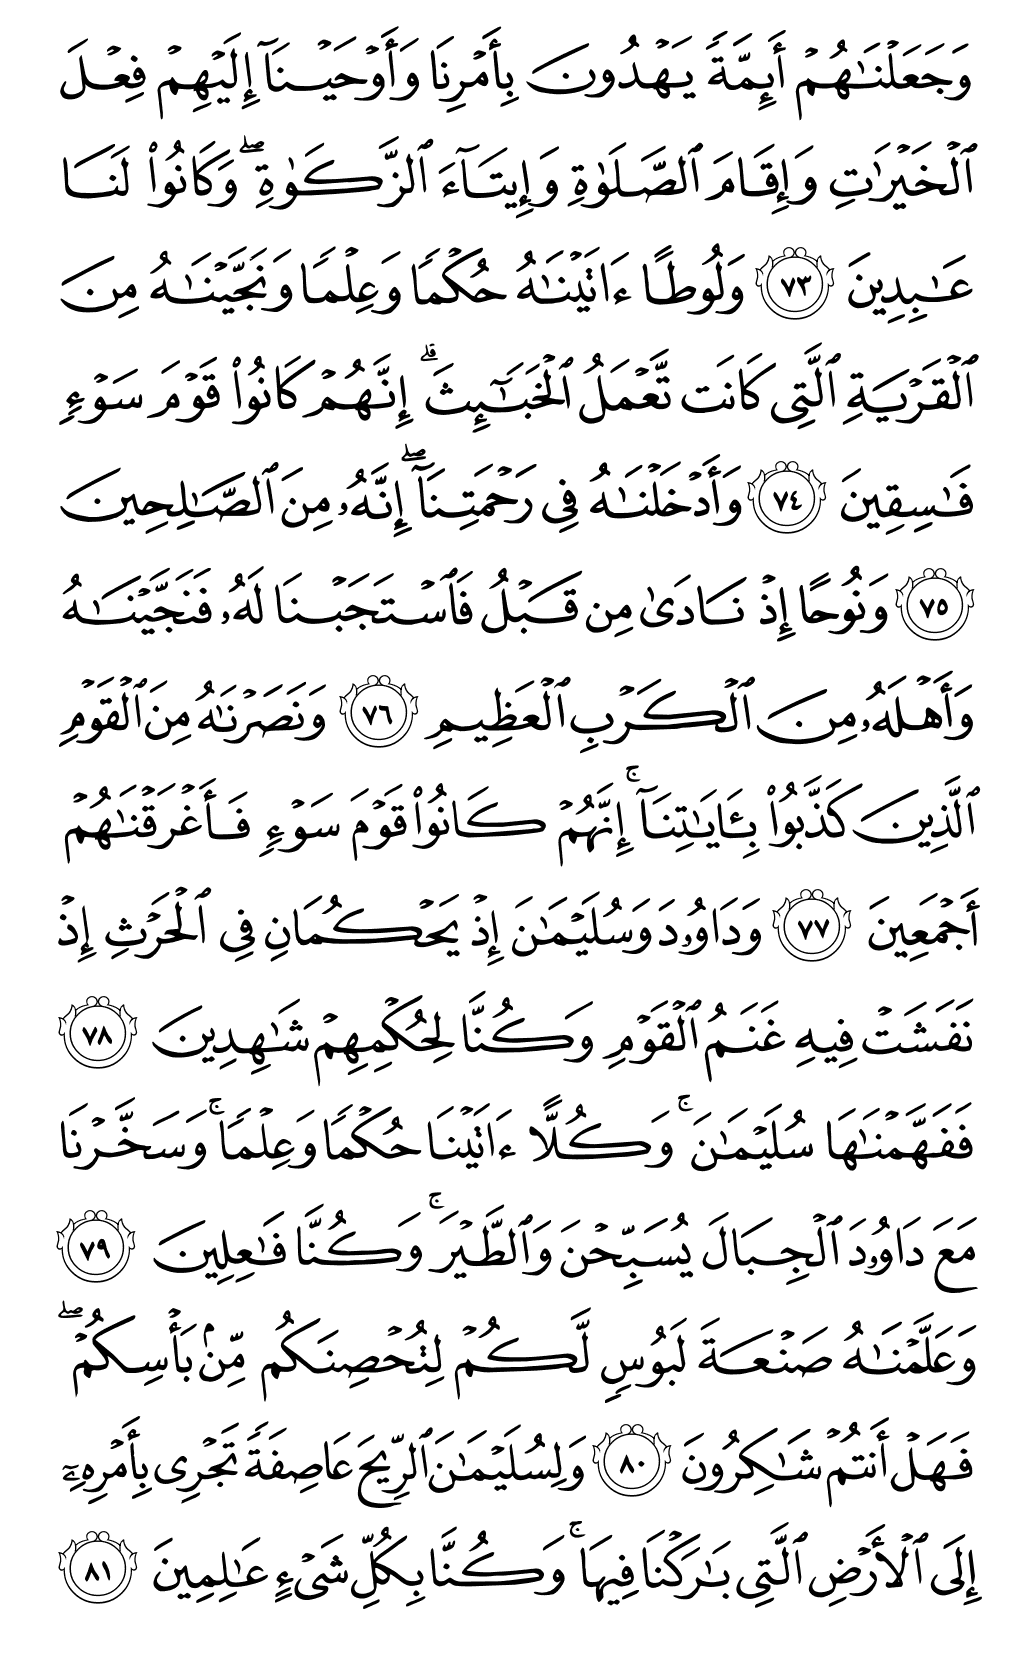 وَجَعَلۡنَٰهُمۡ أَئِمَّةٗ يَهۡدُونَ بِأَمۡرِنَا وَأَوۡحَيۡنَآ إِلَيۡهِمۡ فِعۡلَ
ٱلۡخَيۡرَٰتِ وَإِقَامَ ٱلصَّلَوٰةِ وَإِيتَآءَ ٱلزَّكَوٰةِۖ وَكَانُواْ لَنَا
عَٰبِدِينَ ٧٣ وَلُوطًا ءَاتَيۡنَٰهُ حُكۡمٗا وَعِلۡمٗا وَنَجَّيۡنَٰهُ مِنَ
ٱلۡقَرۡيَةِ ٱلَّتِي كَانَت تَّعۡمَلُ ٱلۡخَبَٰٓئِثَۚ إِنَّهُمۡ كَانُواْ قَوۡمَ سَوۡءٖ
فَٰسِقِينَ ٧٤ وَأَدۡخَلۡنَٰهُ فِي رَحۡمَتِنَآۖ إِنَّهُۥ مِنَ ٱلصَّٰلِحِينَ
٧٥ وَنُوحًا إِذۡ نَادَىٰ مِن قَبۡلُ فَٱسۡتَجَبۡنَا لَهُۥ فَنَجَّيۡنَٰهُ
وَأَهۡلَهُۥ مِنَ ٱلۡكَرۡبِ ٱلۡعَظِيمِ ٧٦ وَنَصَرۡنَٰهُ مِنَ ٱلۡقَوۡمِ
ٱلَّذِينَ كَذَّبُواْ بِـَٔايَٰتِنَآۚ إِنَّهُمۡ كَانُواْ قَوۡمَ سَوۡءٖ فَأَغۡرَقۡنَٰهُمۡ
أَجۡمَعِينَ ٧٧ وَدَاوُۥدَ وَسُلَيۡمَٰنَ إِذۡ يَحۡكُمَانِ فِي ٱلۡحَرۡثِ إِذۡ
نَفَشَتۡ فِيهِ غَنَمُ ٱلۡقَوۡمِ وَكُنَّا لِحُكۡمِهِمۡ شَٰهِدِينَ ٧٨
فَفَهَّمۡنَٰهَا سُلَيۡمَٰنَۚ وَكُلًّا ءَاتَيۡنَا حُكۡمٗا وَعِلۡمٗاۚ وَسَخَّرۡنَا
مَعَ دَاوُۥدَ ٱلۡجِبَالَ يُسَبِّحۡنَ وَٱلطَّيۡرَۚ وَكُنَّا فَٰعِلِينَ ٧٩
وَعَلَّمۡنَٰهُ صَنۡعَةَ لَبُوسٖ لَّكُمۡ لِتُحۡصِنَكُم مِّنۢ بَأۡسِكُمۡۖ
فَهَلۡ أَنتُمۡ شَٰكِرُونَ ٨٠ وَلِسُلَيۡمَٰنَ ٱلرِّيحَ عَاصِفَةٗ تَجۡرِي بِأَمۡرِهِۦٓ
إِلَى ٱلۡأَرۡضِ ٱلَّتِي بَٰرَكۡنَا فِيهَاۚ وَكُنَّا بِكُلِّ شَيۡءٍ عَٰلِمِينَ ٨١